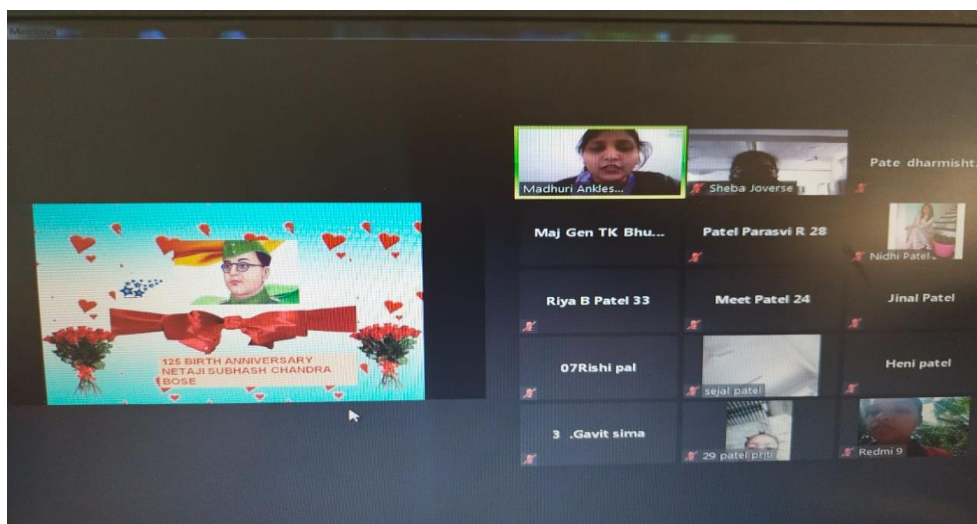 Meeting
125 BIRTH ANNIVERSARY
NETAJI SUBHASH CHANDRA
BOSE
Madhuri Ankles...
Sheba Joverse
Pate dharmisht.
Maj Gen TK Bhu...
Patel Parasvi R 28
Nidhi Patel
Riya B Patel 33
Meet Patel 24
Jinal Patel
07Rishi pal
sejal patel
Heni patel
3 .Gavit sima
29 patel priti
Redmi 9